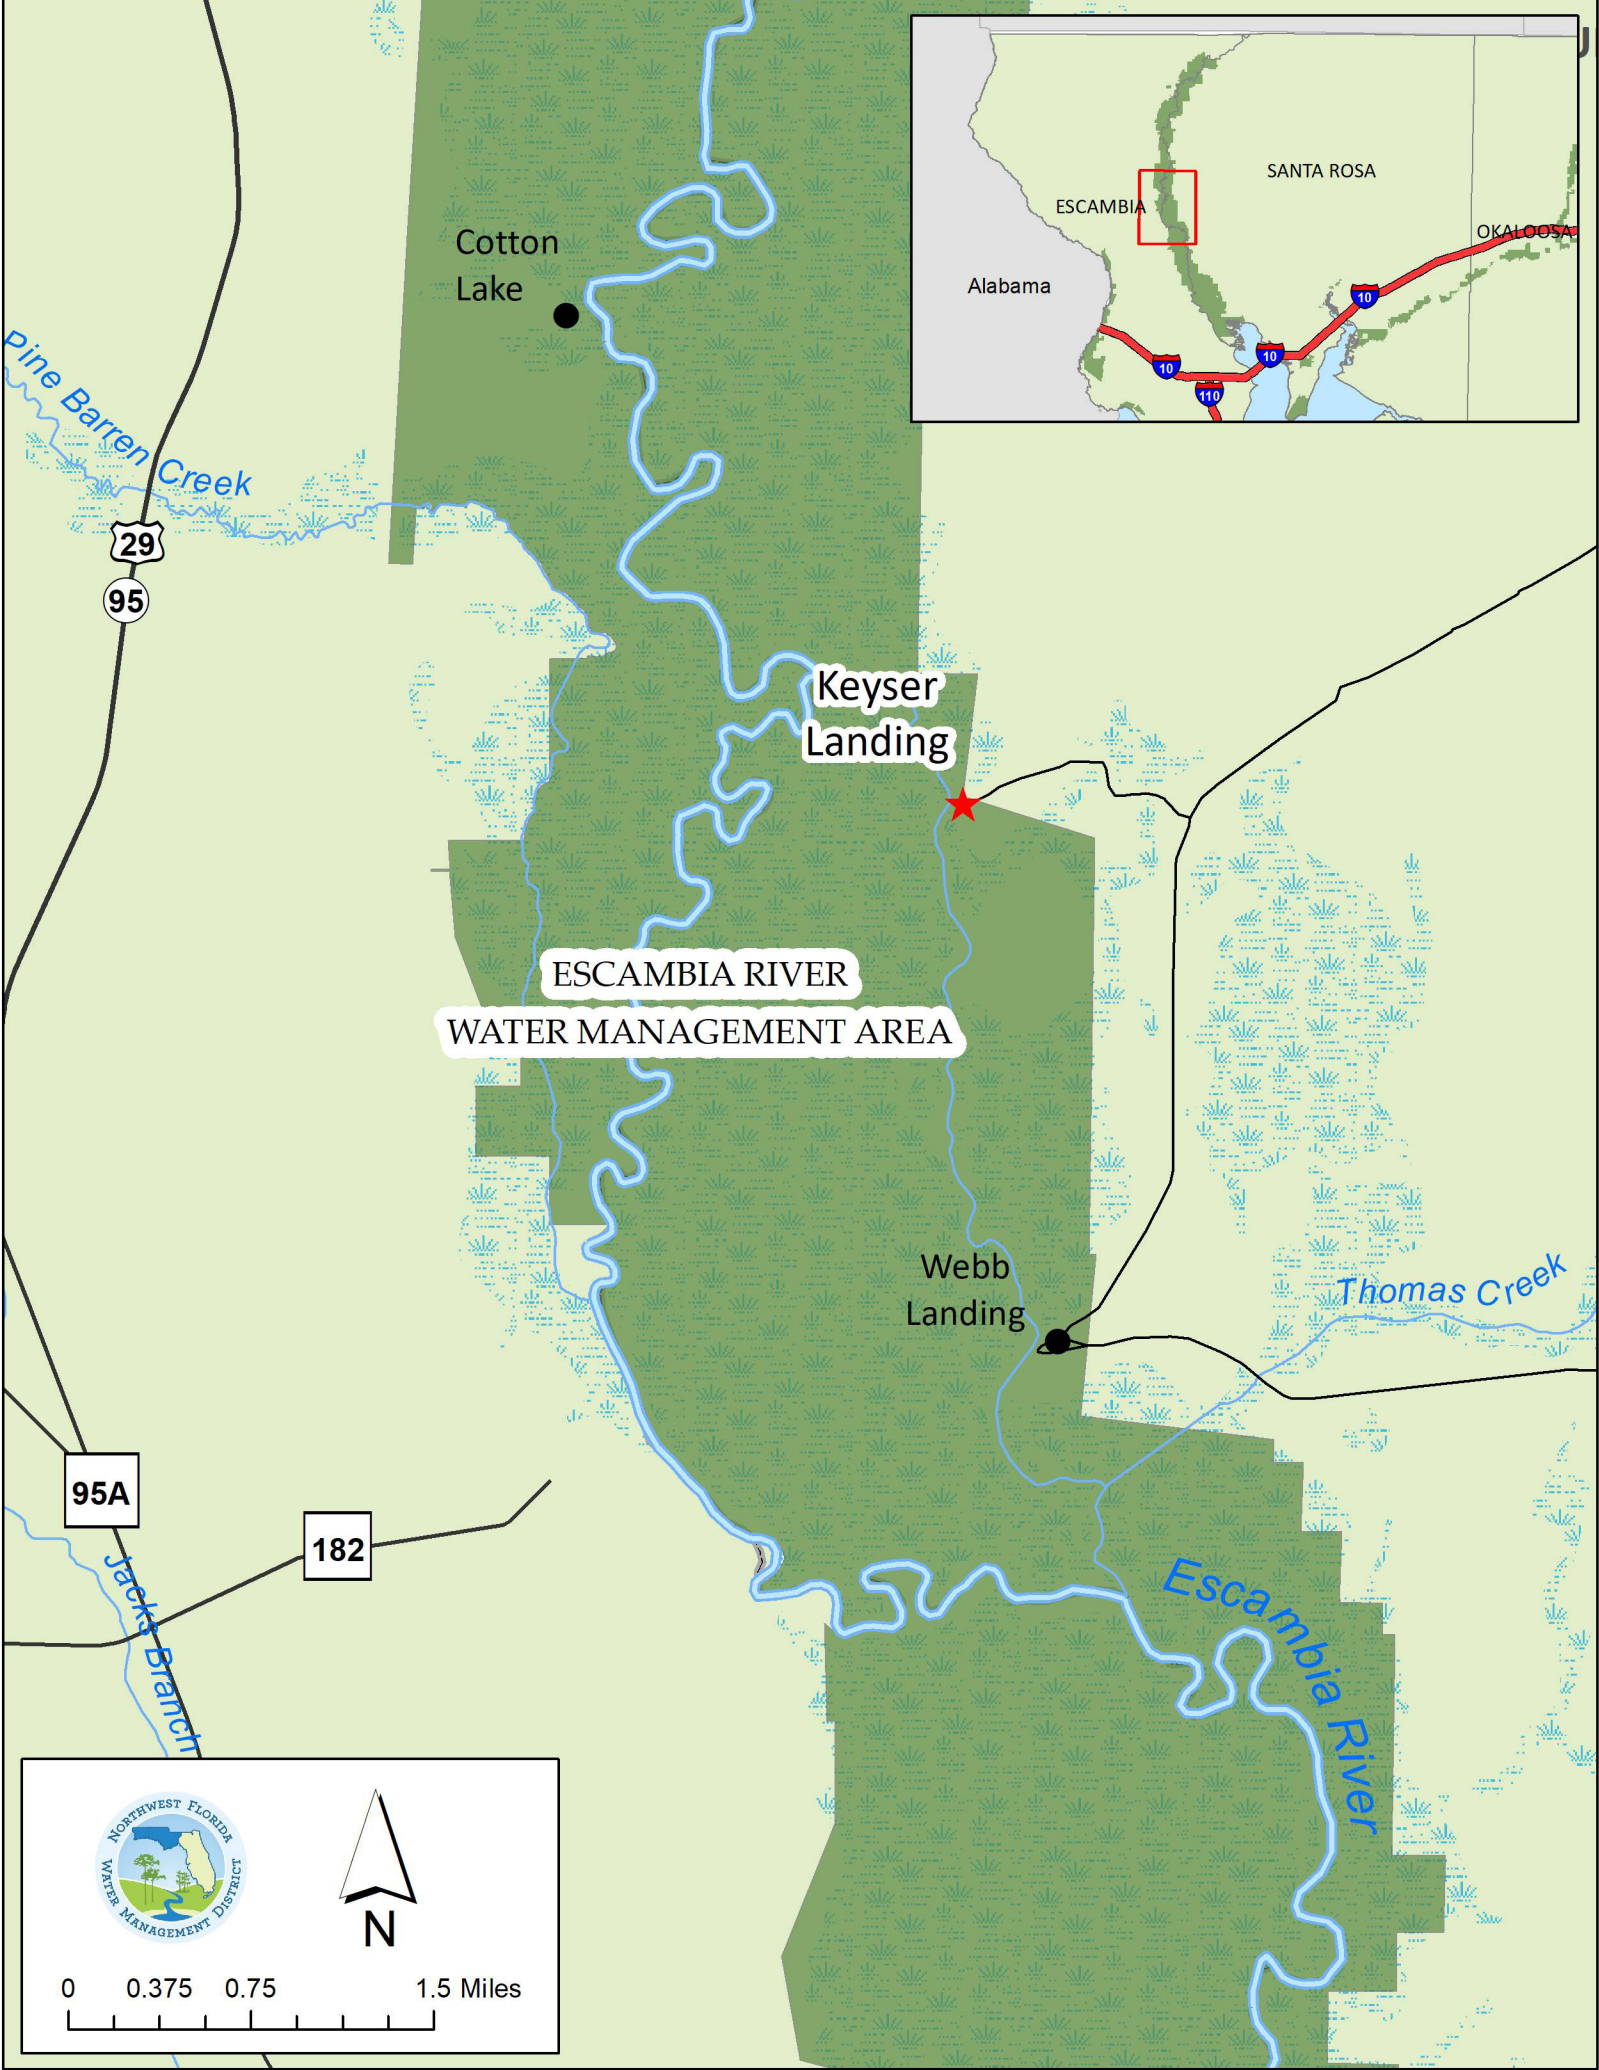 U
SANTA ROSA
ESCAMBIA
OKALOOSA
Alabama
10
10
10
110
Cotton
Lake
Pine Barren Creek
29
95
Keyser
Landing
ESCAMBIA RIVER
WATER MANAGEMENT AREA
Webb
Landing
Thomas Creek
95A
182
Jacks Branch
Escambia River
NORTHWEST FLORIDA
WATER MANAGEMENT DISTRICT
N
0 0.375 0.75 1.5 Miles